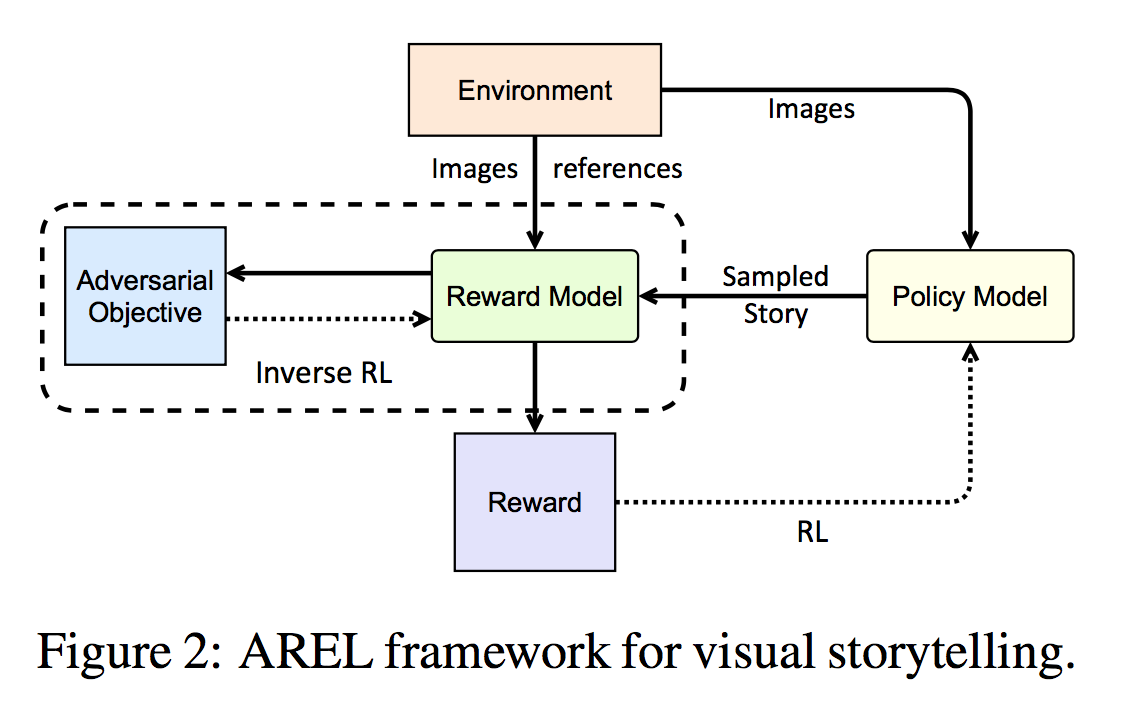 Environment
Images
Images references
Adversarial
Objective
Reward Model
Sampled
Story
Policy Model
Inverse RL
Reward
RL
Figure 2: AREL framework for visual storytelling.